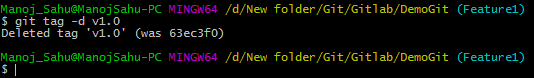 Manoj_Sahu@ManojSahu-PC MINGW64 /d/New folder/Git/Gitlab/DemoGit (Feature1)
$ git tag -d v1.0
Deleted tag 'v1.0' (was 63ec3f0)
Manoj_Sahu@ManojSahu-PC MINGW64 /d/New folder/Git/Gitlab/DemoGit (Feature1)
$